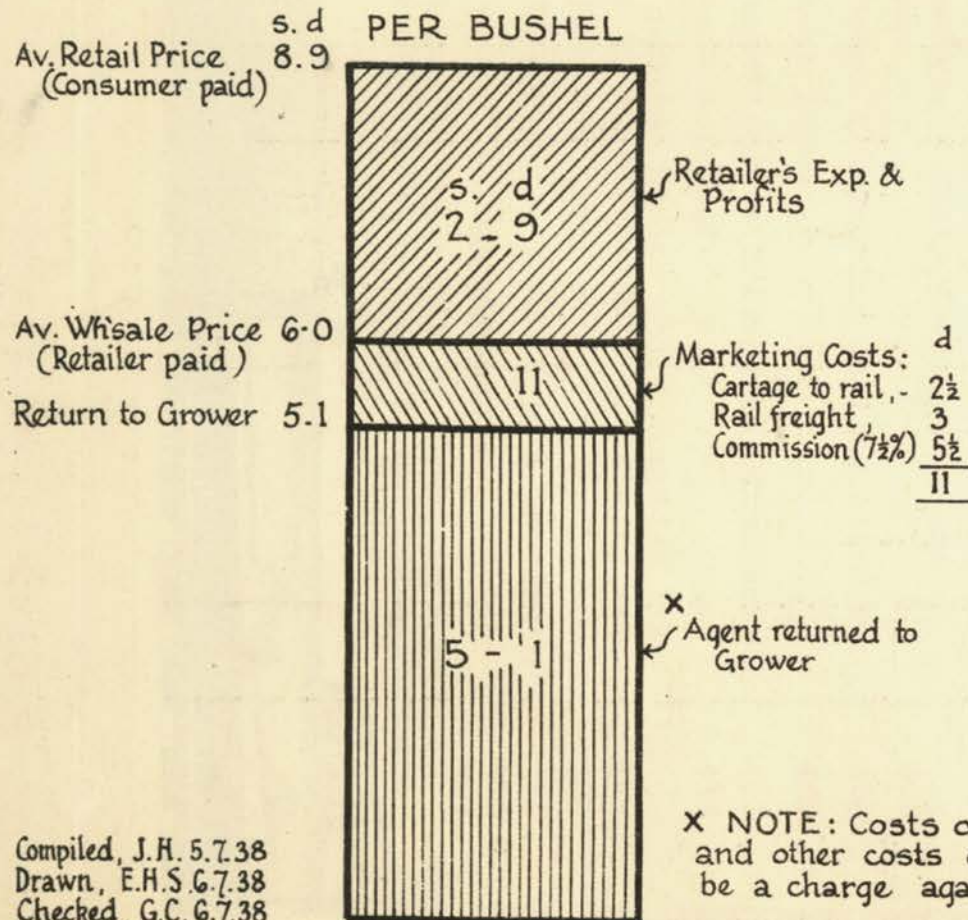 s. d PER BUSHEL
Av. Retail Price 8.9
(Consumer paid)
Retailer's Exp. &
Profits
s. d
2 - 9
Av. Wh'sale Price 6·0
(Retailer paid)
Marketing Costs: d
Cartage to rail, - 2½
Rail freight, 3
Commission (7½%) 5½
11
11
Return to Grower 5.1
x
Agent returned to
Grower
5 - 1
x NOTE: Costs
and other costs
be a charge
Compiled, J.H. 5.7.38
Drawn, E.H.S. 6.7.38
Checked, G.C. 6.7.38